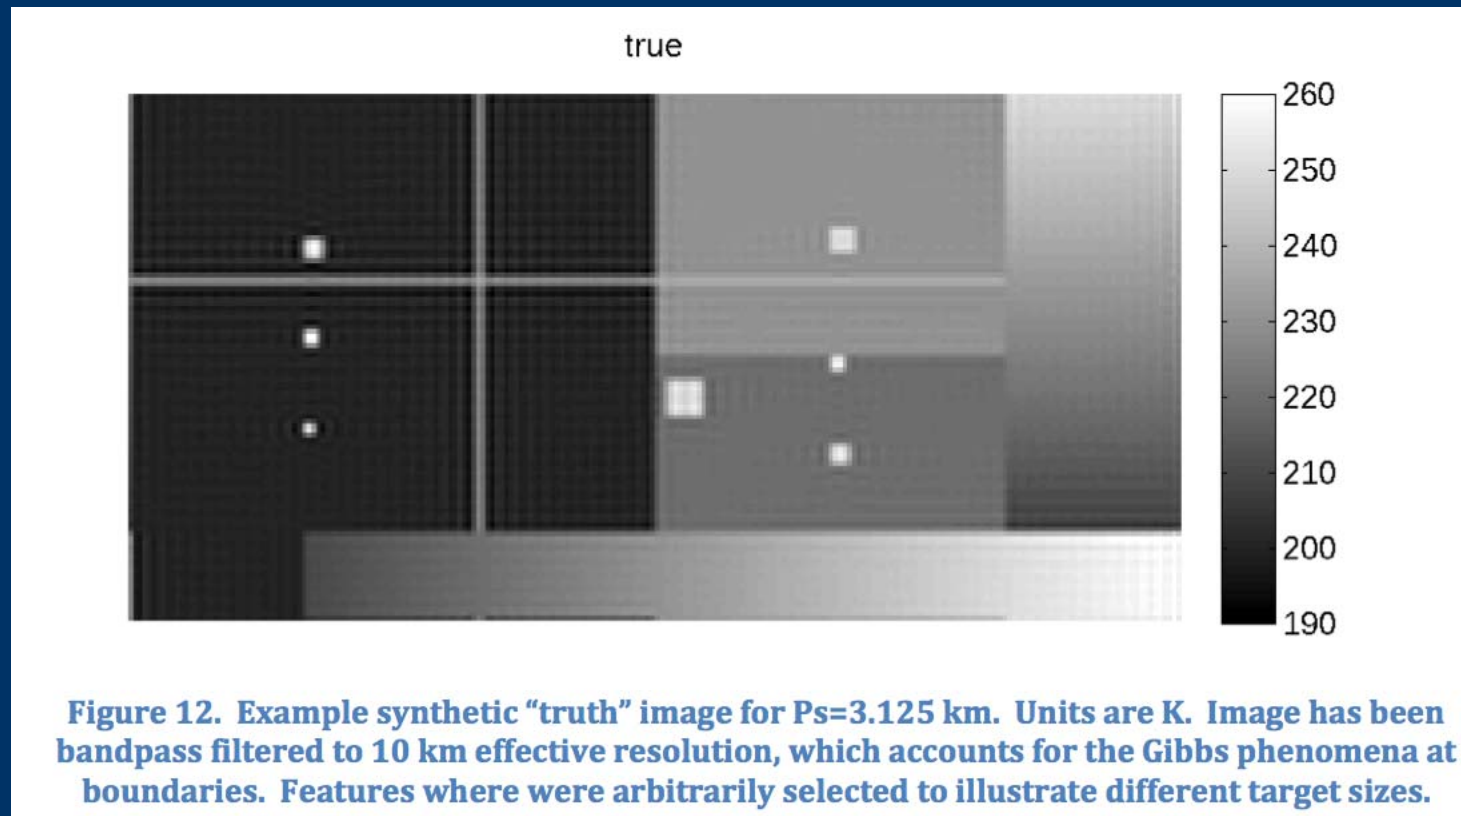 true
260
250
240
230
220
210
200
190
Figure 12. Example synthetic “truth” image for Ps=3.125 km. Units are K. Image has been
bandpass filtered to 10 km effective resolution, which accounts for the Gibbs phenomena at
boundaries. Features where were arbitrarily selected to illustrate different target sizes.